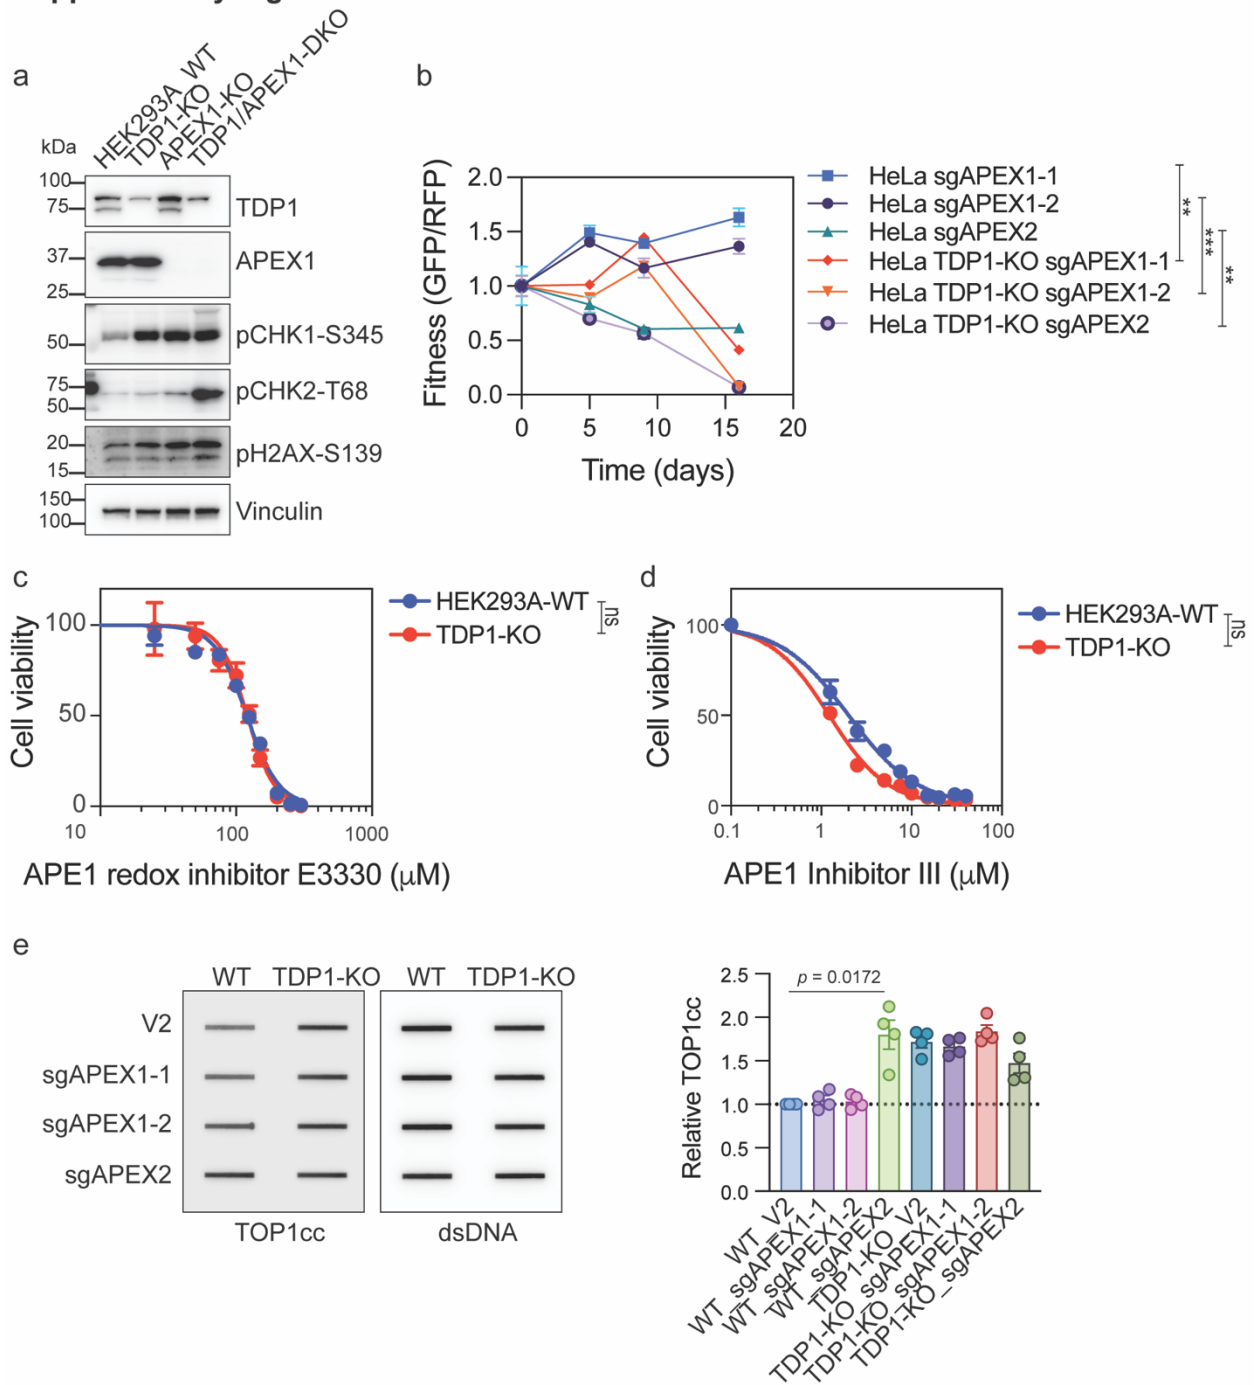 a
HEK293A_WT
TDP1-KO
APEX1-KO
TDP1/APEX1-DKO
kDa
100
75
TDP1
37
25
APEX1
50
pCHK1-S345
75
50
pCHK2-T68
20
15
pH2AX-S139
150
100
Vinculin
b
Fitness (GFP/RFP)
2.0
1.5
1.0
0.5
0.0
0 5 10 15 20
Time (days)
HeLa sgAPEX1-1
HeLa sgAPEX1-2
HeLa sgAPEX2
HeLa TDP1-KO sgAPEX1-1
HeLa TDP1-KO sgAPEX1-2
HeLa TDP1-KO sgAPEX2
**
***
**
c
Cell viability
100
50
0
10 100 1000
APE1 redox inhibitor E3330 (μM)
HEK293A-WT
TDP1-KO
ns
d
Cell viability
100
50
0
0.1 1 10 100
APE1 Inhibitor III (μM)
HEK293A-WT
TDP1-KO
ns
e
WT TDP1-KO WT TDP1-KO
V2
sgAPEX1-1
sgAPEX1-2
sgAPEX2
TOP1cc dsDNA
Relative TOP1cc
2.5
2.0
1.5
1.0
0.5
0.0
p = 0.0172
WT_V2
WT_sgAPEX1-1
WT_sgAPEX1-2
WT_sgAPEX2
TDP1-KO_V2
TDP1-KO_sgAPEX1-1
TDP1-KO_sgAPEX1-2
TDP1-KO_sgAPEX2